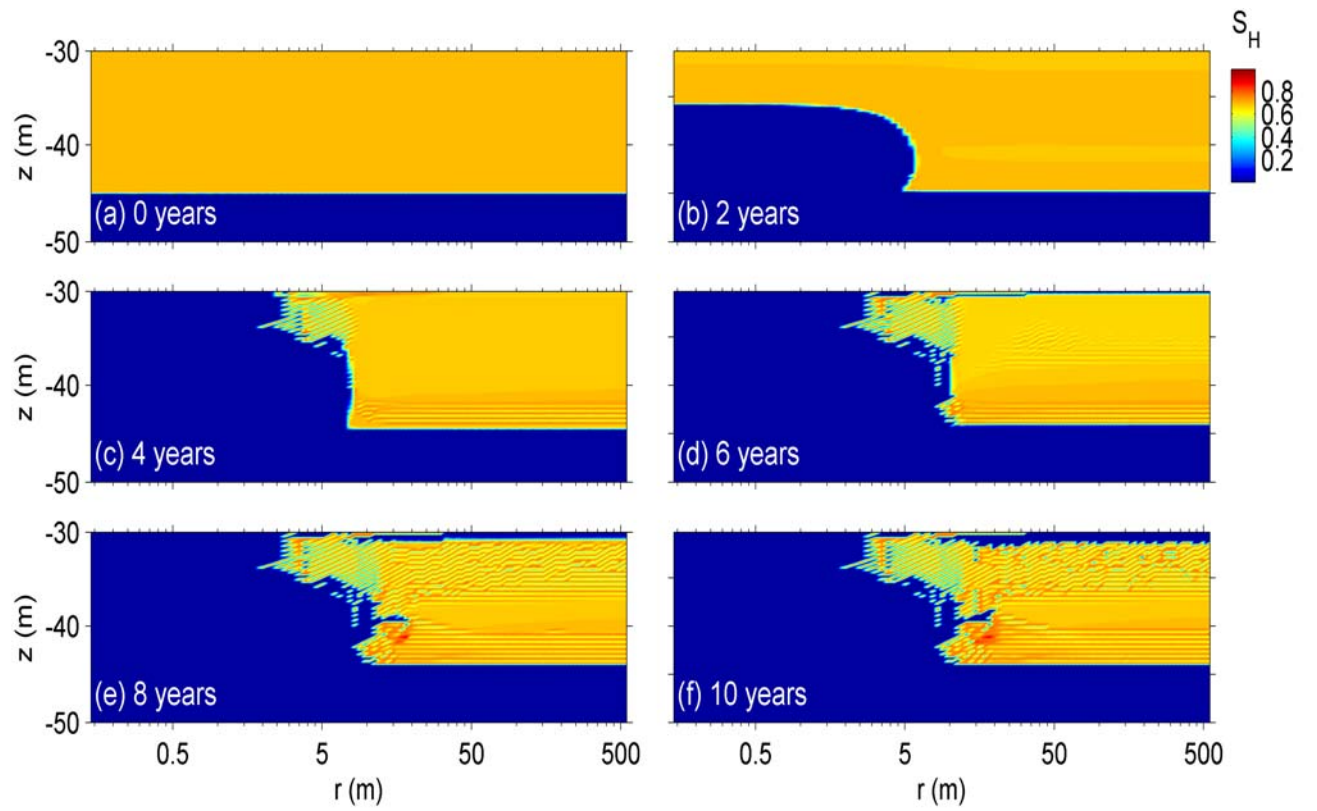 S_H
0.8
0.6
0.4
0.2
-30
-40
-50
z (m)
(a) 0 years
(b) 2 years
-30
-40
-50
z (m)
(c) 4 years
(d) 6 years
-30
-40
-50
z (m)
(e) 8 years
(f) 10 years
0.5 5 50 500
0.5 5 50 500
r (m)
r (m)